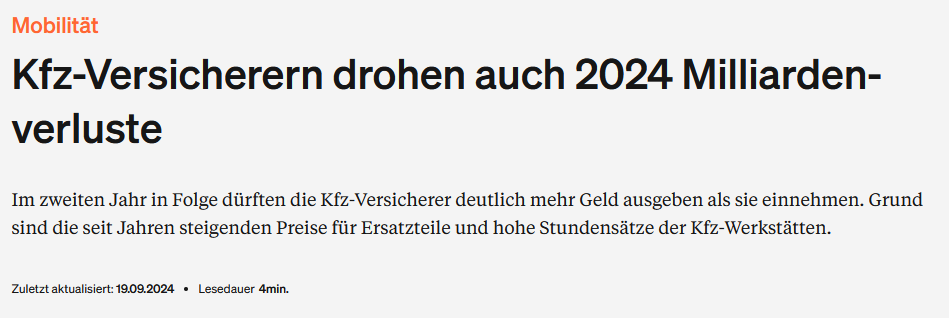 Mobilität
Kfz-Versicherern drohen auch 2024 Milliarden-
verluste
Im zweiten Jahr in Folge dürften die Kfz-Versicherer deutlich mehr Geld ausgeben als sie einnehmen. Grund
sind die seit Jahren steigenden Preise für Ersatzteile und hohe Stundensätze der Kfz-Werkstätten.
Zuletzt aktualisiert: 19.09.2024 • Lesedauer 4min.